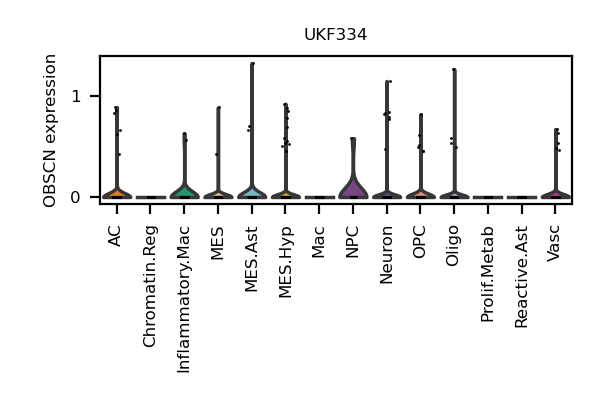 UKF334
OBSCN expression
1
0
AC
Chromatin.Reg
Inflammatory.Mac
MES
MES.Ast
MES.Hyp
Mac
NPC
Neuron
OPC
Oligo
Prolif.Metab
Reactive.Ast
Vasc